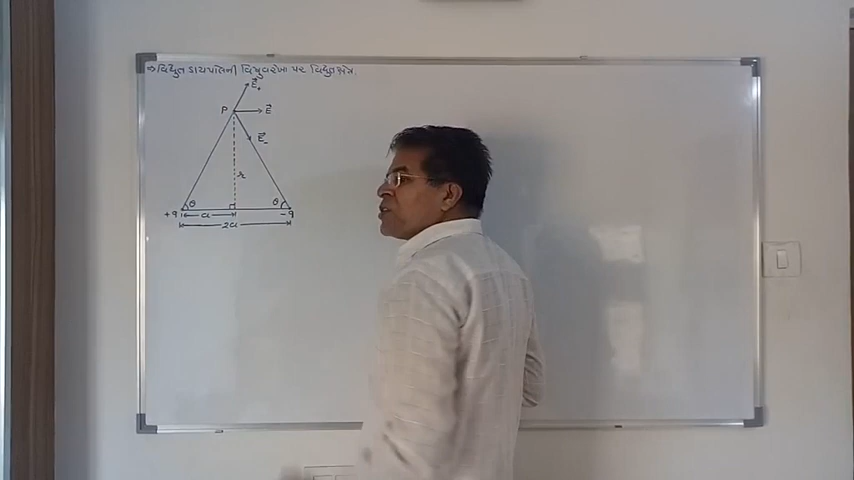 ⇒ વિદ્યુત ડાયપોલની વિષુવરેખા પર વિદ્યુતક્ષેત્ર.
E⃗₊
P E⃗
E⃗₋
r
θ θ
+q a -q
2a